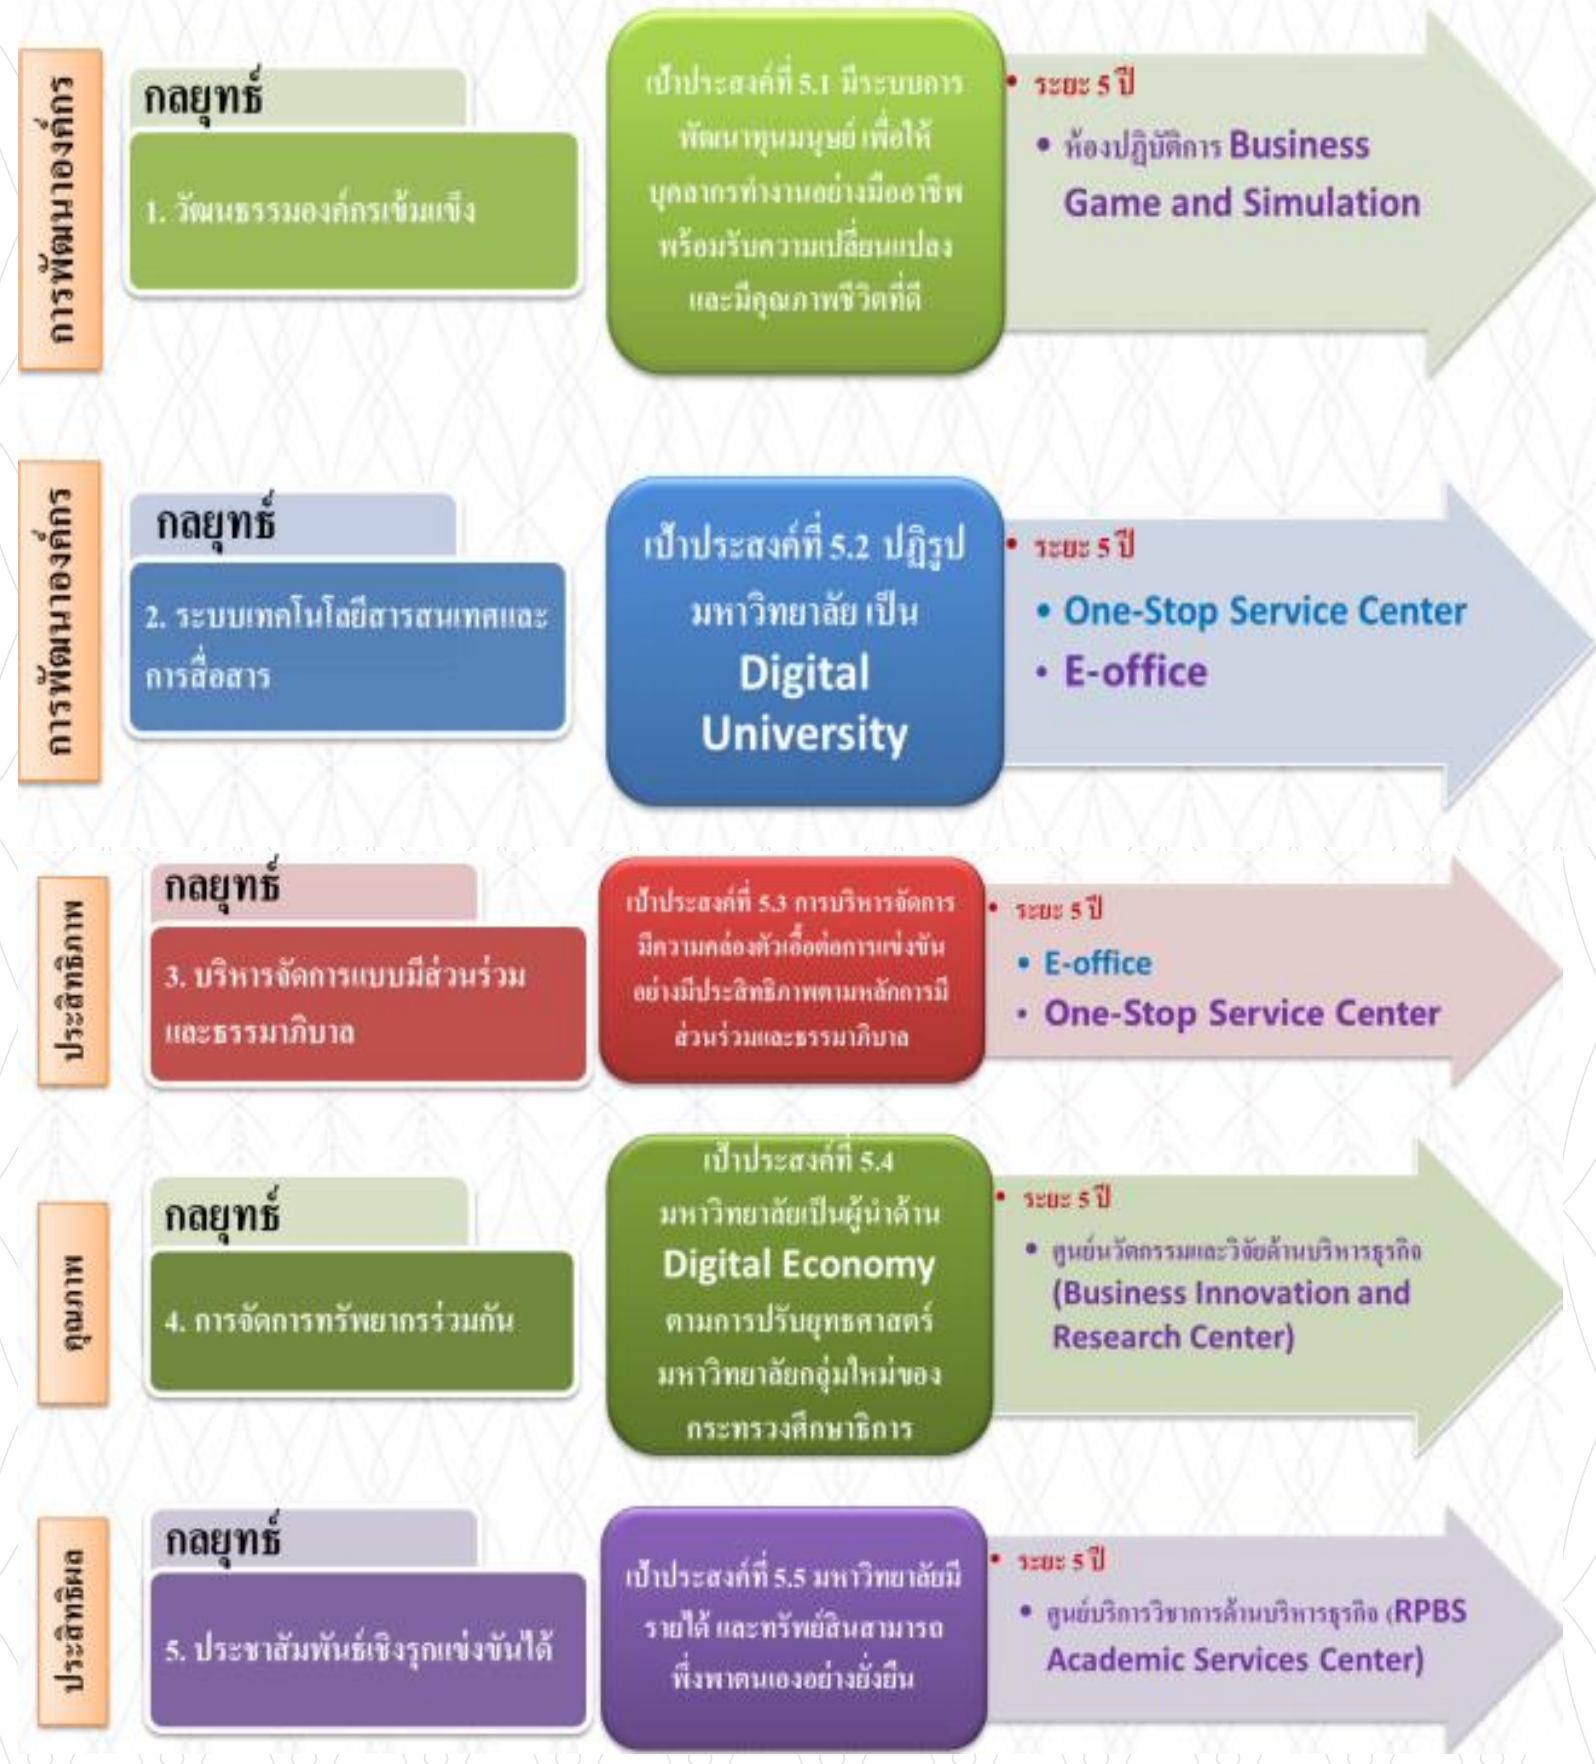 การพัฒนาองค์กร
กลยุทธ์
1. วัฒนธรรมองค์กรเข้มแข็ง
เป้าประสงค์ที่ 5.1 มีระบบการ
พัฒนาทุนมนุษย์ เพื่อให้
บุคลากรทำงานอย่างมืออาชีพ
พร้อมรับความเปลี่ยนแปลง
และมีคุณภาพชีวิตที่ดี
• ระยะ 5 ปี
• ห้องปฏิบัติการ Business
Game and Simulation
การพัฒนาองค์กร
กลยุทธ์
2. ระบบเทคโนโลยีสารสนเทศและ
การสื่อสาร
เป้าประสงค์ที่ 5.2 ปฏิรูป
มหาวิทยาลัย เป็น
Digital
University
• ระยะ 5 ปี
• One-Stop Service Center
• E-office
ประสิทธิภาพ
กลยุทธ์
3. บริหารจัดการแบบมีส่วนร่วม
และธรรมาภิบาล
เป้าประสงค์ที่ 5.3 การบริหารจัดการ
มีความคล่องตัวเอื้อต่อการแข่งขัน
อย่างมีประสิทธิภาพตามหลักการมี
ส่วนร่วมและธรรมาภิบาล
• ระยะ 5 ปี
• E-office
• One-Stop Service Center
คุณภาพ
กลยุทธ์
4. การจัดการทรัพยากรร่วมกัน
เป้าประสงค์ที่ 5.4
มหาวิทยาลัยเป็นผู้นำด้าน
Digital Economy
ตามการปรับยุทธศาสตร์
มหาวิทยาลัยกลุ่มใหม่ของ
กระทรวงศึกษาธิการ
• ระยะ 5 ปี
• ศูนย์นวัตกรรมและวิจัยด้านบริหารธุรกิจ
(Business Innovation and
Research Center)
ประสิทธิผล
กลยุทธ์
5. ประชาสัมพันธ์เชิงรุกแข่งขันได้
เป้าประสงค์ที่ 5.5 มหาวิทยาลัยมี
รายได้ และทรัพย์สินสามารถ
พึ่งพาตนเองอย่างยั่งยืน
• ระยะ 5 ปี
• ศูนย์บริการวิชาการด้านบริหารธุรกิจ (RPBS
Academic Services Center)